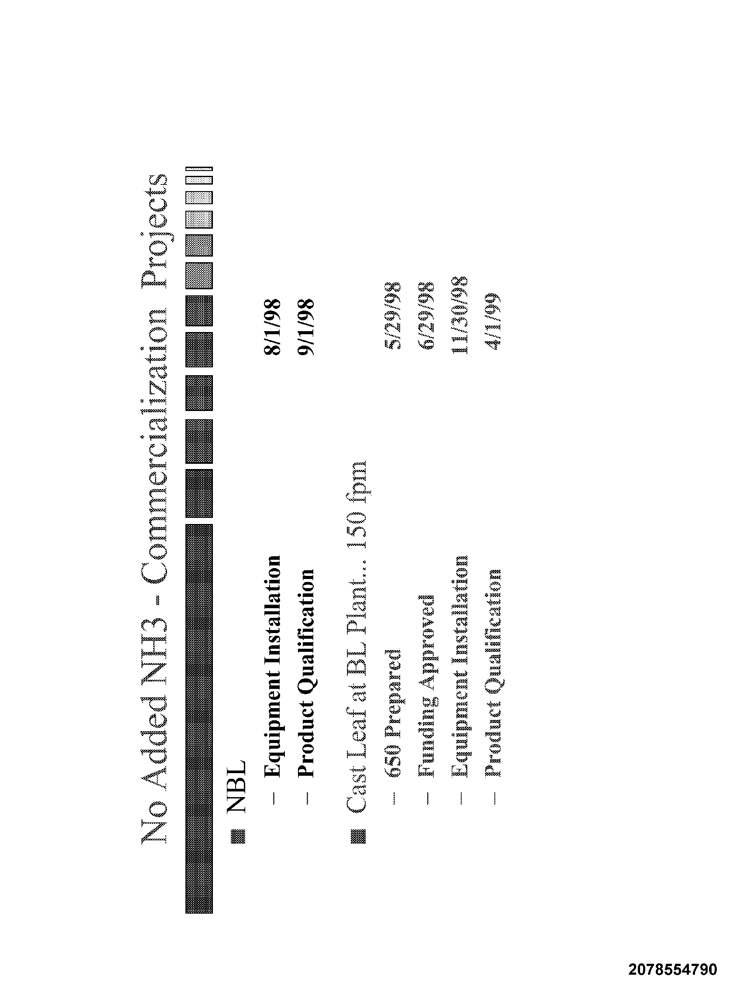 No Added NH3 - Commercialization Projects
NBL
– Equipment Installation 8/1/98
– Product Qualification 9/1/98
Cast Leaf at BL Plant... 150 fpm
– 650 Prepared 5/29/98
– Funding Approved 6/29/98
– Equipment Installation 11/30/98
– Product Qualification 4/1/99
2078554790